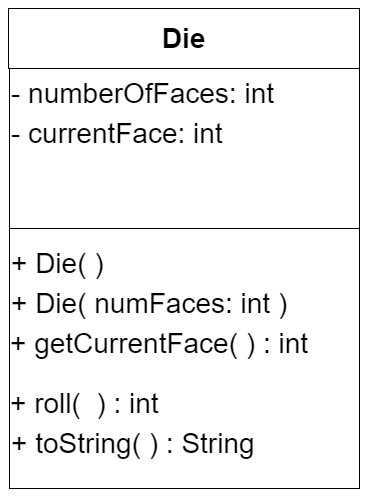 Die
- numberOfFaces: int
- currentFace: int
+ Die( )
+ Die( numFaces: int )
+ getCurrentFace( ) : int
+ roll(  ) : int
+ toString( ) : String